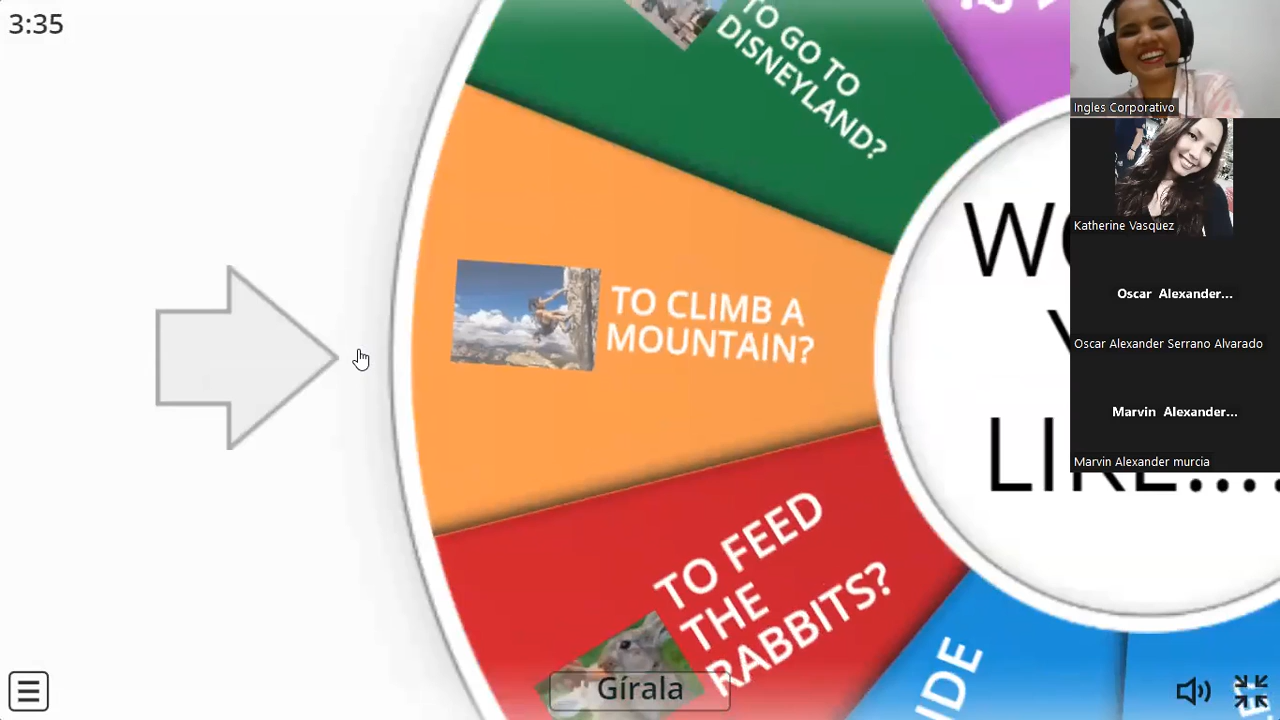 3:35
TO GO TO
DISNEYLAND?
TO CLIMB A
MOUNTAIN?
TO FEED
THE
RABBITS?
LIKE....
Gírala
Ingles Corporativo
Katherine Vasquez
Oscar Alexander...
Oscar Alexander Serrano Alvarado
Marvin Alexander...
Marvin Alexander murcia